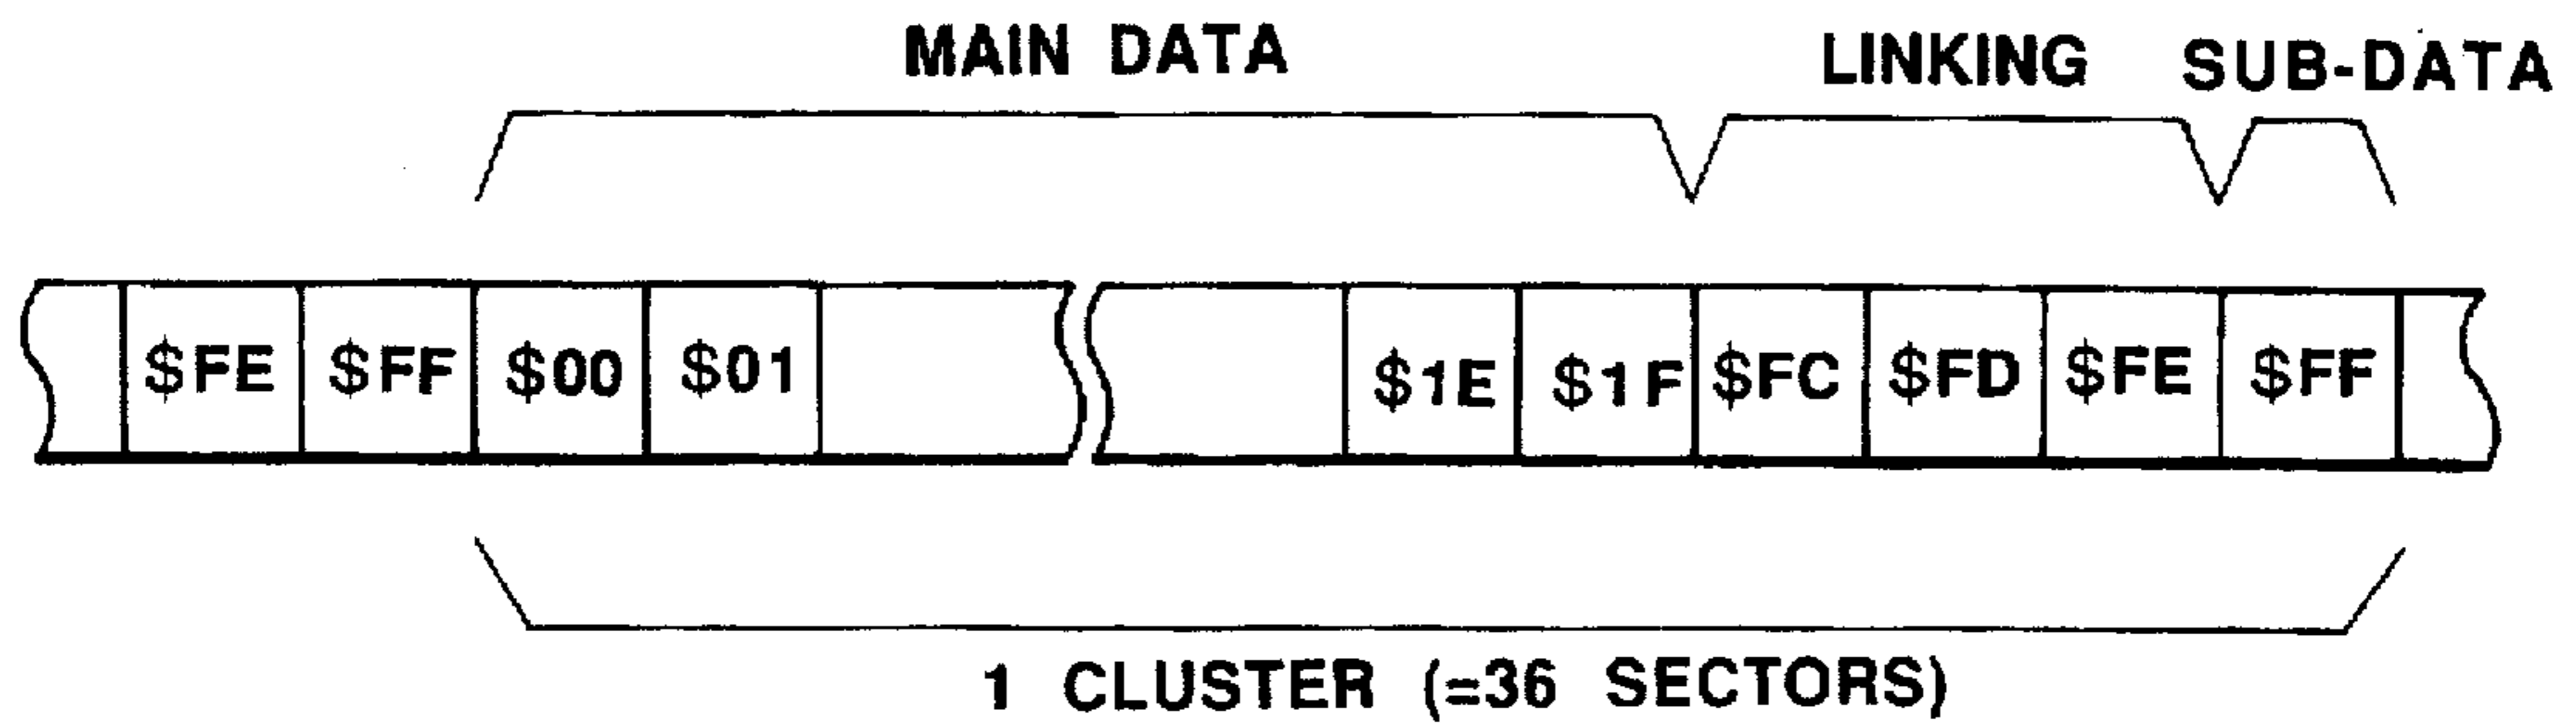 MAIN DATA LINKING SUB-DATA
$FE $FF $00 $01 $1E $1F $FC $FD $FE $FF
1 CLUSTER (=36 SECTORS)